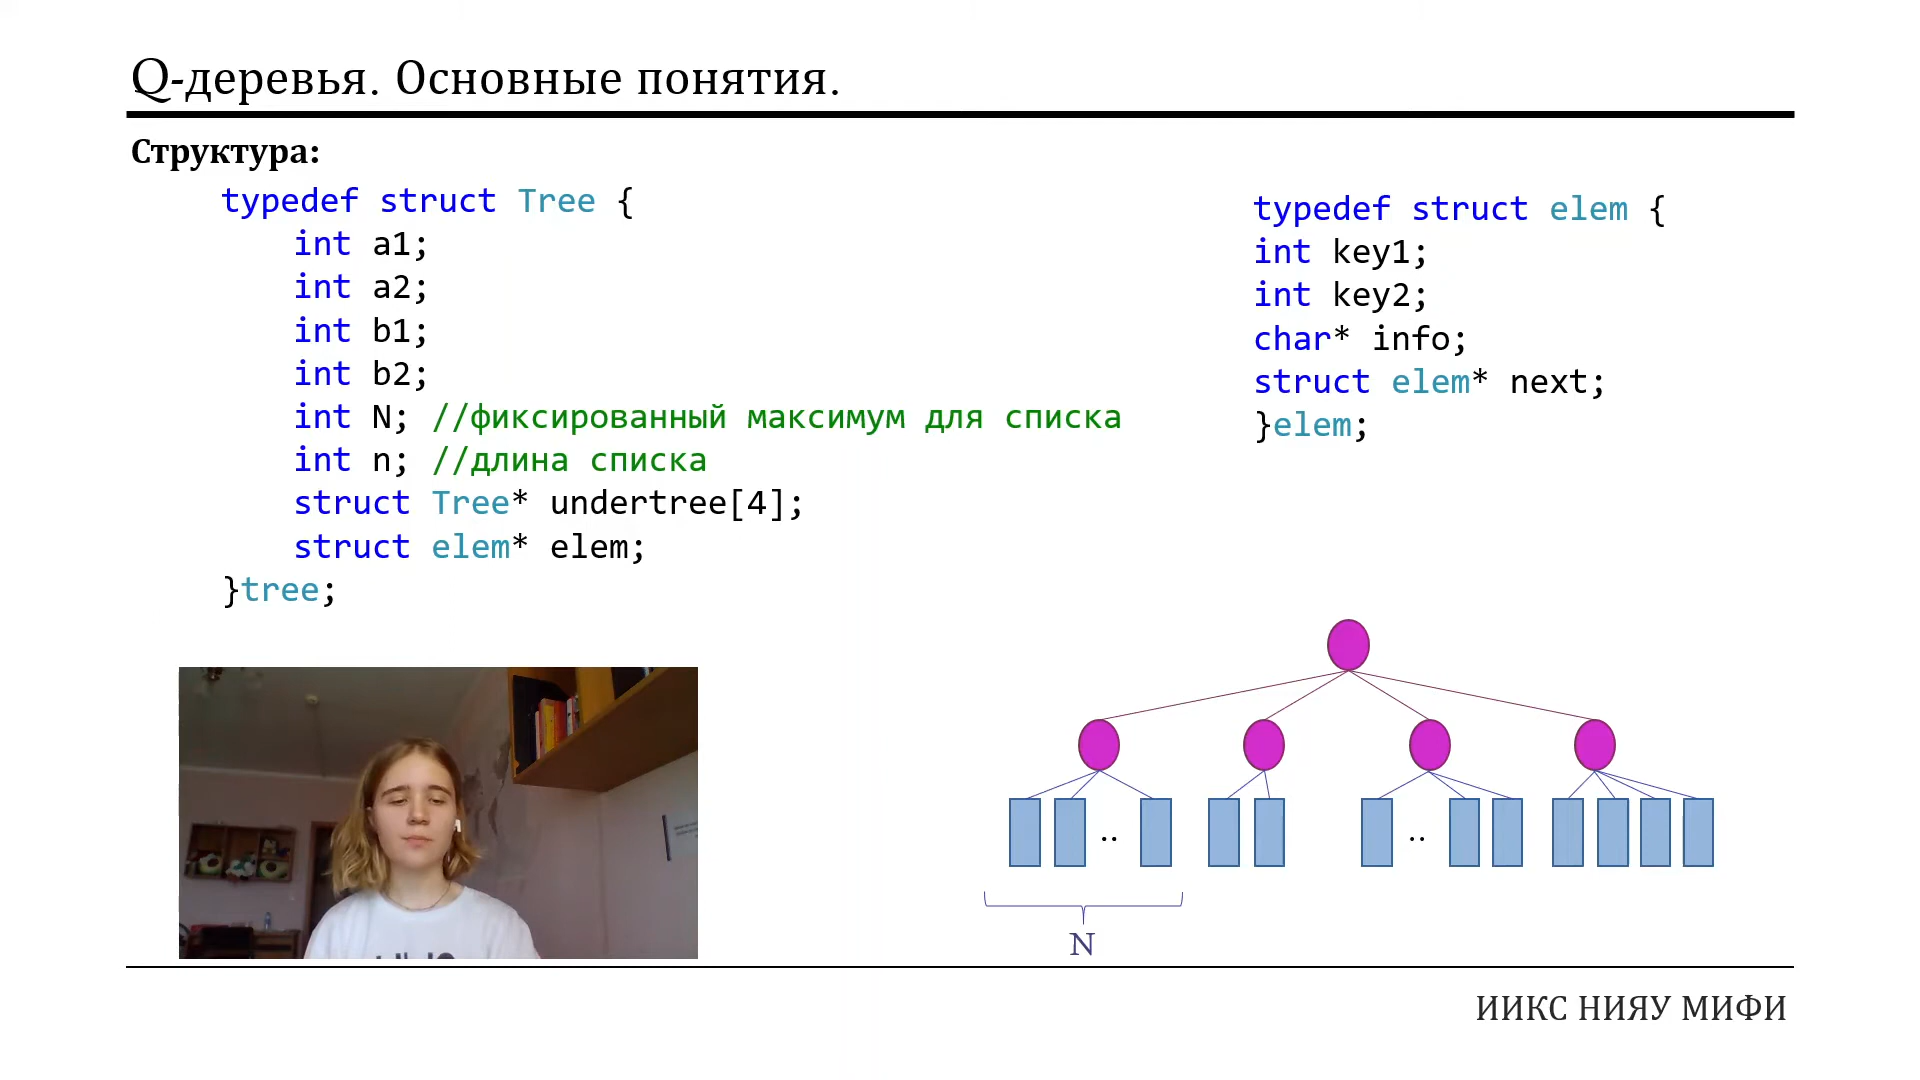 Q-деревья. Основные понятия.
Структура:
typedef struct Tree {
int a1;
int a2;
int b1;
int b2;
int N; //фиксированный максимум для списка
int n; //длина списка
struct Tree* undertree[4];
struct elem* elem;
}tree;
typedef struct elem {
int key1;
int key2;
char* info;
struct elem* next;
}elem;
..
..
N
ИИКС НИЯУ МИФИ